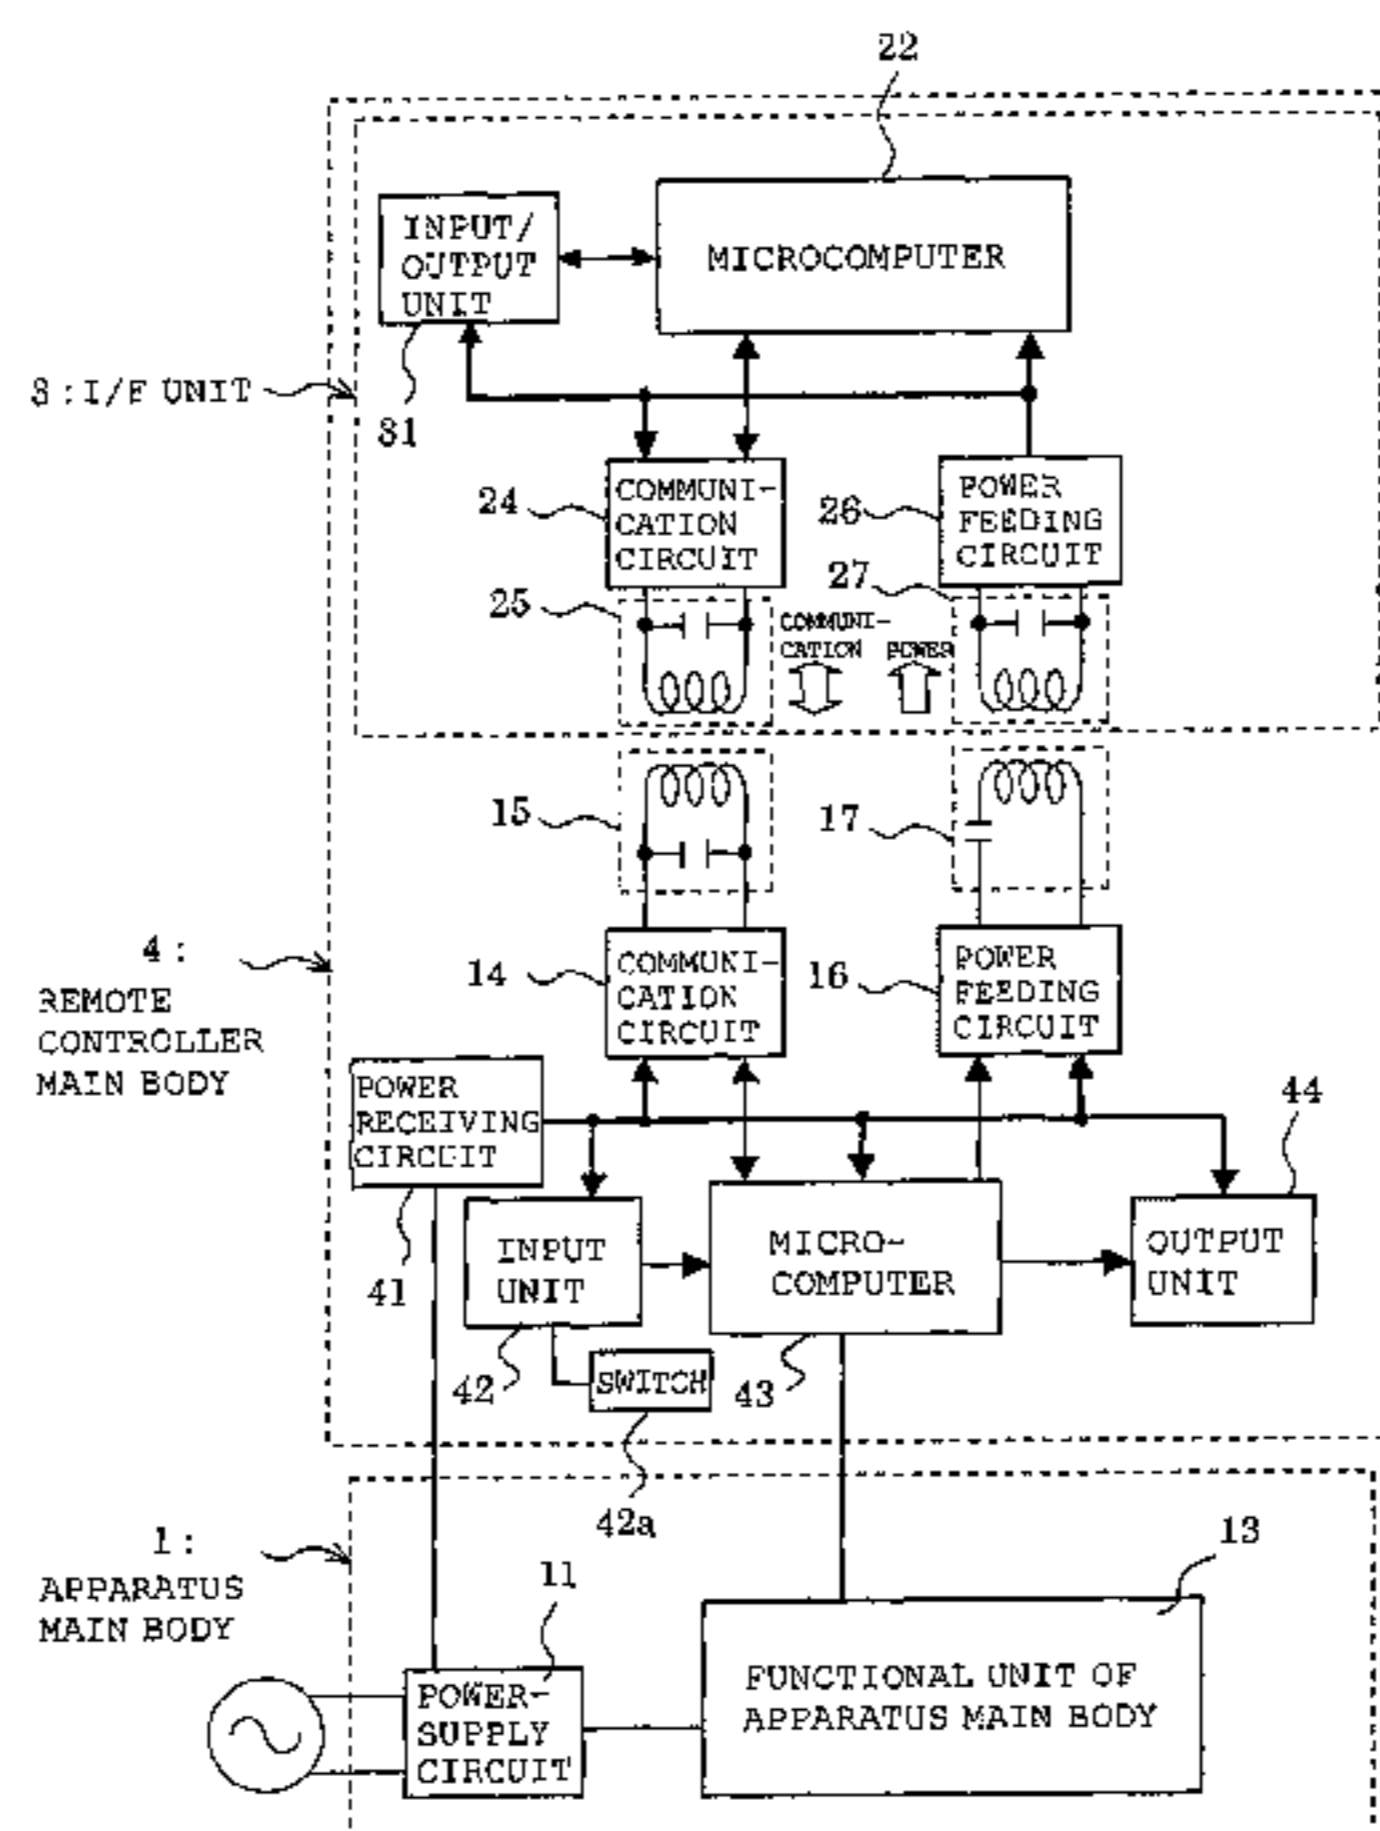 22
INPUT/
OUTPUT
UNIT
MICROCOMPUTER
3:I/F UNIT
31
24
COMMUNI-
CATION
CIRCUIT
26
POWER
FEEDING
CIRCUIT
25
27
COMMUNI-
CATION
POWER
15
17
4:
REMOTE
CONTROLLER
MAIN BODY
14
COMMUNI-
CATION
CIRCUIT
16
POWER
FEEDING
CIRCUIT
POWER
RECEIVING
CIRCUIT
44
41
INPUT
UNIT
MICRO-
COMPUTER
OUTPUT
UNIT
42
SWITCH
43
42a
1:
APPARATUS
MAIN BODY
11
13
POWER-
SUPPLY
CIRCUIT
FUNCTIONAL UNIT OF
APPARATUS MAIN BODY